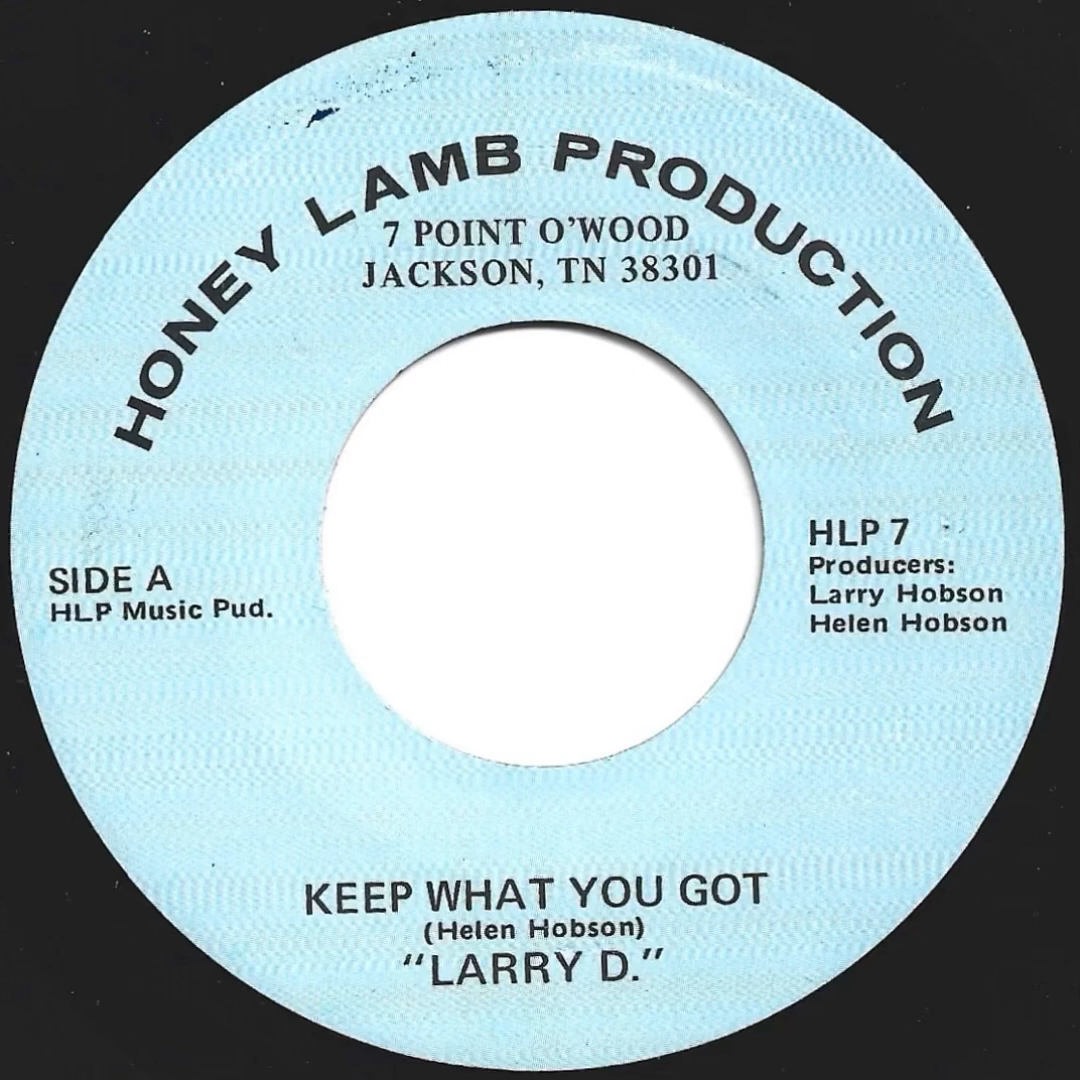 HONEY LAMB PRODUCTION
7 POINT O'WOOD
JACKSON, TN 38301
SIDE A
HLP Music Pud.
HLP 7
Producers:
Larry Hobson
Helen Hobson
KEEP WHAT YOU GOT
(Helen Hobson)
"LARRY D."